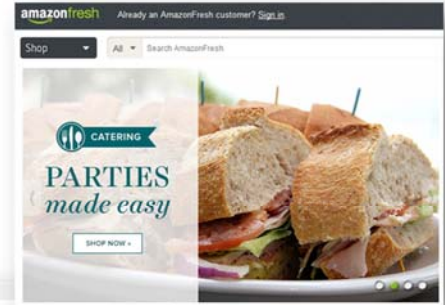 amazonfresh Already an AmazonFresh customer? Sign in.
Shop All Search AmazonFresh
CATERING
PARTIES
made easy
SHOP NOW »